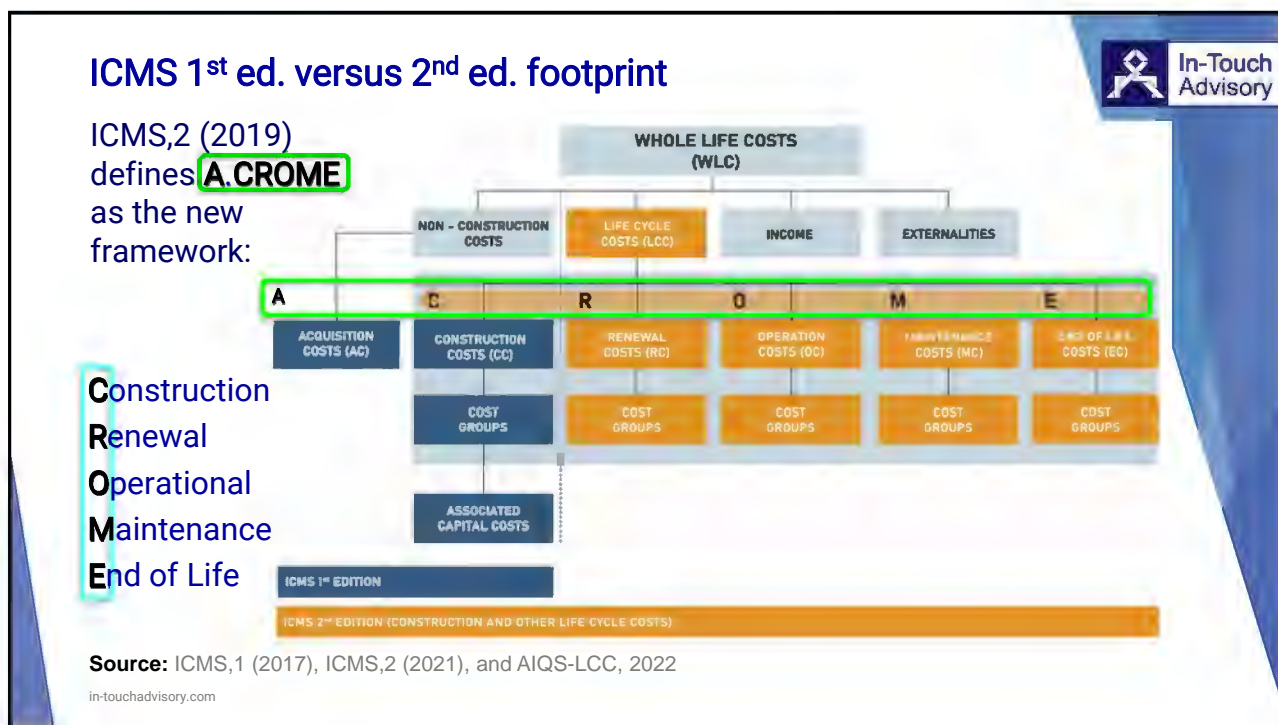 ICMS 1st ed. versus 2nd ed. footprint
In-Touch
Advisory
ICMS,2 (2019)
defines A.CROME
as the new
framework:
WHOLE LIFE COSTS
(WLC)
NON - CONSTRUCTION
COSTS
LIFE CYCLE
COSTS (LCC)
INCOME
EXTERNALITIES
A C R O M E
ACQUISITION
COSTS (AC)
CONSTRUCTION
COSTS (CC)
RENEWAL
COSTS (RC)
OPERATION
COSTS (OC)
MAINTENANCE
COSTS (MC)
END OF LIFE
COSTS (EC)
Construction
Renewal
Operational
Maintenance
End of Life
COST
GROUPS
COST
GROUPS
COST
GROUPS
COST
GROUPS
COST
GROUPS
ASSOCIATED
CAPITAL COSTS
ICMS 1st EDITION
ICMS 2nd EDITION (CONSTRUCTION AND OTHER LIFE CYCLE COSTS)
Source: ICMS,1 (2017), ICMS,2 (2021), and AIQS-LCC, 2022
in-touchadvisory.com